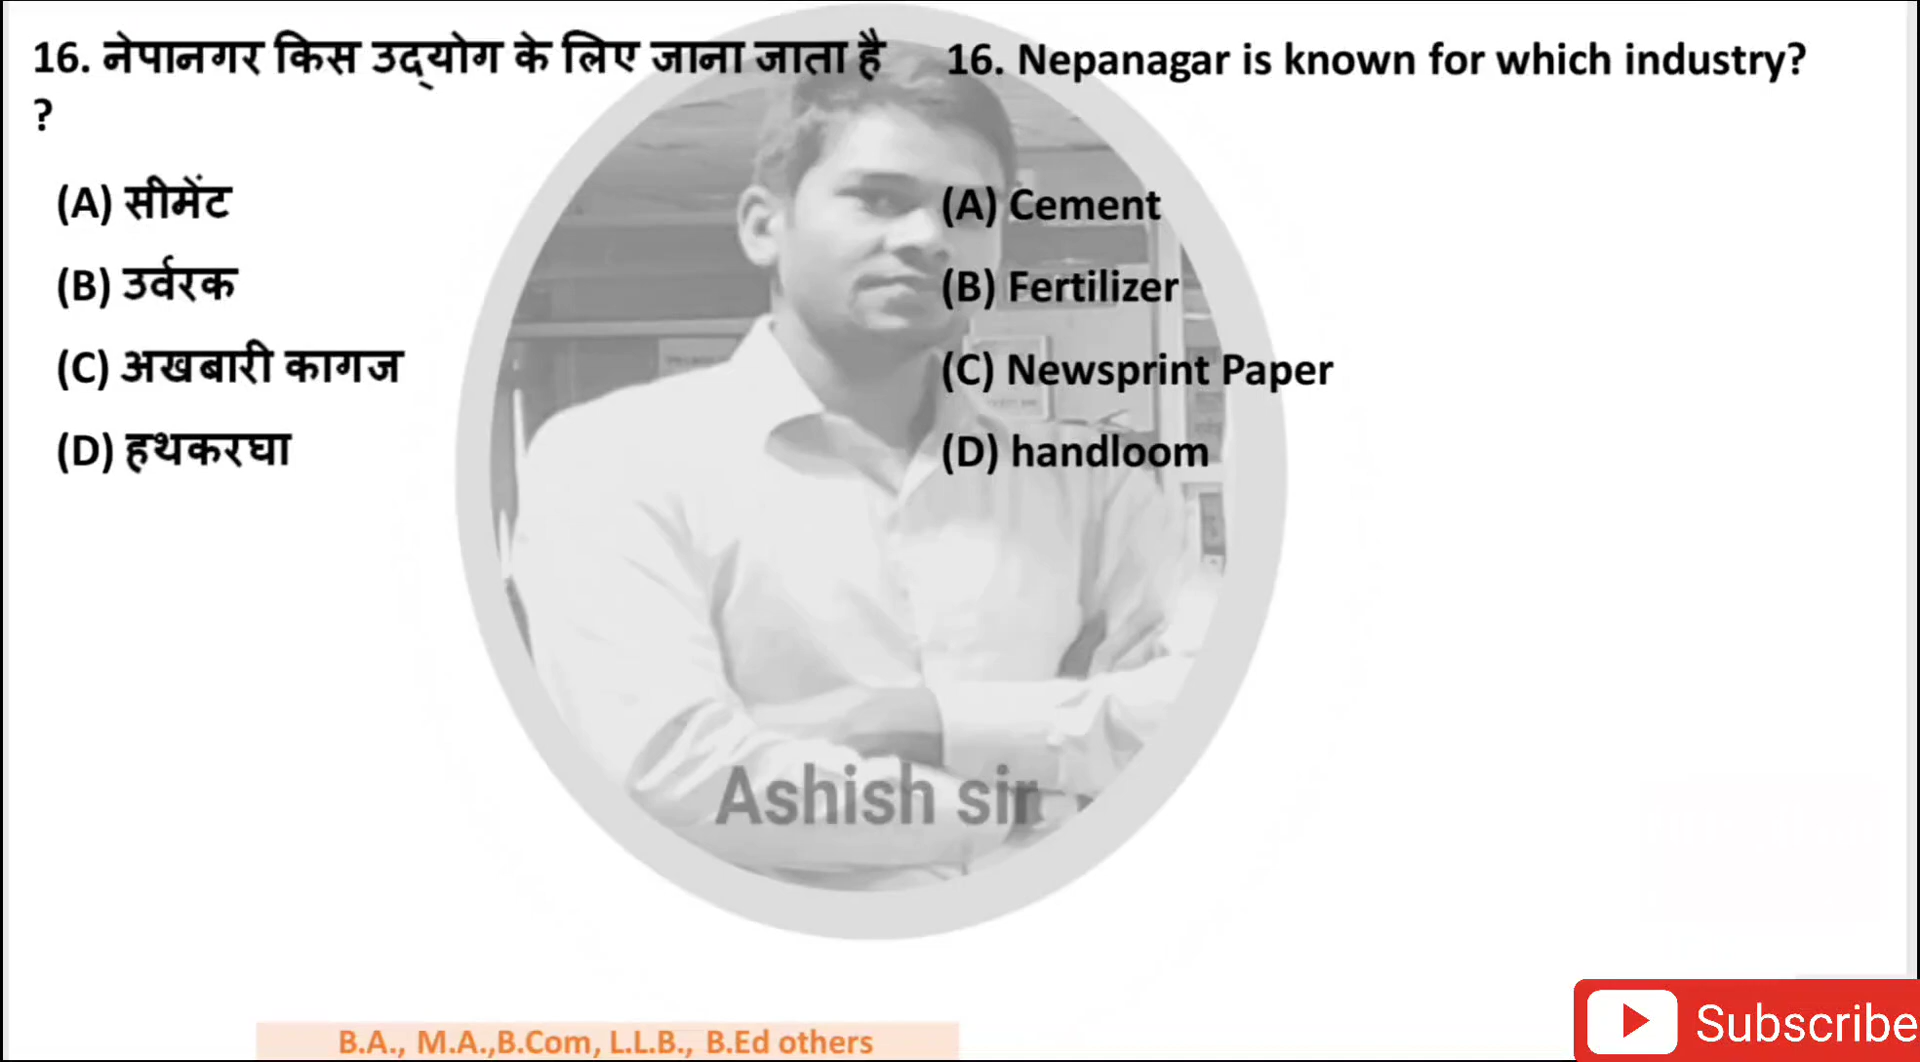 16. नेपानगर किस उद्‌योग के लिए जाना जाता है
?
(A) सीमेंट
(B) उर्वरक
(C) अखबारी कागज
(D) हथकरघा
16. Nepanagar is known for which industry?
(A) Cement
(B) Fertilizer
(C) Newsprint Paper
(D) handloom
Ashish sir
B.A., M.A.,B.Com, L.L.B., B.Ed others
Subscribe